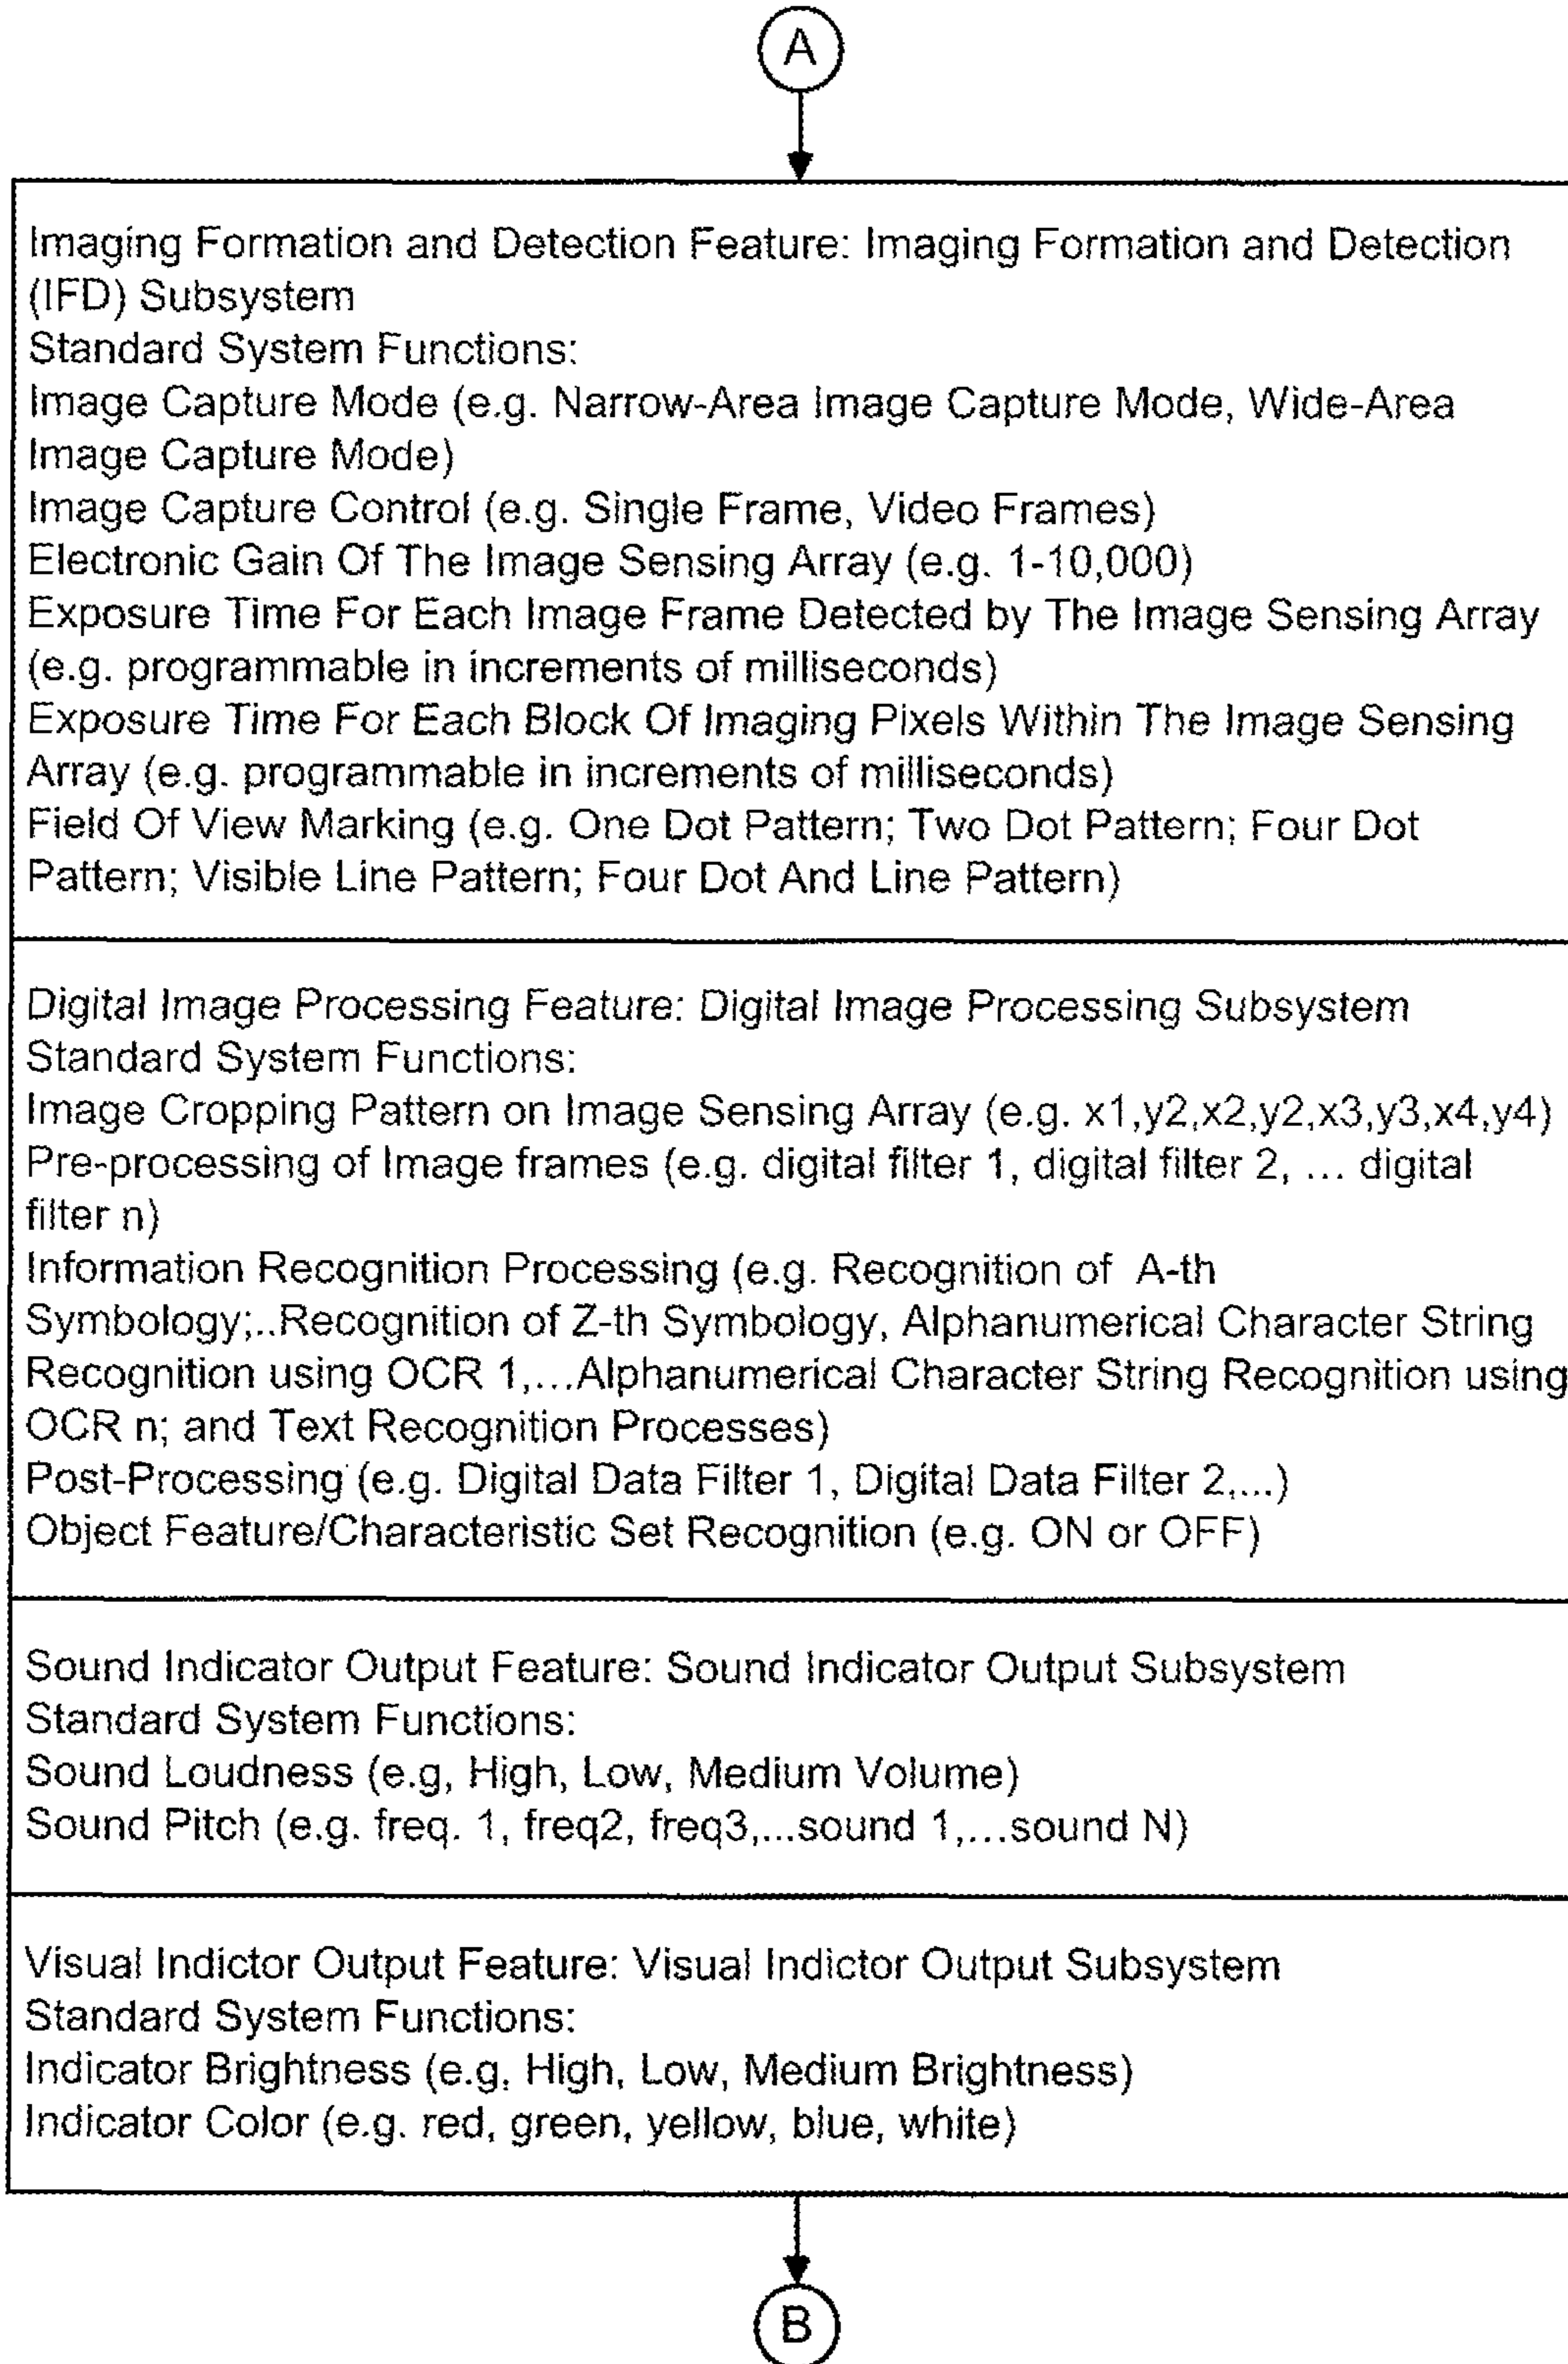 A
Imaging Formation and Detection Feature: Imaging Formation and Detection
(IFD) Subsystem
Standard System Functions:
Image Capture Mode (e.g. Narrow-Area Image Capture Mode, Wide-Area
Image Capture Mode)
Image Capture Control (e.g. Single Frame, Video Frames)
Electronic Gain Of The Image Sensing Array (e.g. 1-10,000)
Exposure Time For Each Image Frame Detected by The Image Sensing Array
(e.g. programmable in increments of milliseconds)
Exposure Time For Each Block Of Imaging Pixels Within The Image Sensing
Array (e.g. programmable in increments of milliseconds)
Field Of View Marking (e.g. One Dot Pattern; Two Dot Pattern; Four Dot
Pattern; Visible Line Pattern; Four Dot And Line Pattern)
Digital Image Processing Feature: Digital Image Processing Subsystem
Standard System Functions:
Image Cropping Pattern on Image Sensing Array (e.g. x1,y2,x2,y2,x3,y3,x4,y4)
Pre-processing of Image frames (e.g. digital filter 1, digital filter 2, ... digital
filter n)
Information Recognition Processing (e.g. Recognition of A-th
Symbology;..Recognition of Z-th Symbology, Alphanumerical Character String
Recognition using OCR 1,...Alphanumerical Character String Recognition using
OCR n; and Text Recognition Processes)
Post-Processing (e.g. Digital Data Filter 1, Digital Data Filter 2,...)
Object Feature/Characteristic Set Recognition (e.g. ON or OFF)
Sound Indicator Output Feature: Sound Indicator Output Subsystem
Standard System Functions:
Sound Loudness (e.g, High, Low, Medium Volume)
Sound Pitch (e.g. freq. 1, freq2, freq3,...sound 1,...sound N)
Visual Indictor Output Feature: Visual Indictor Output Subsystem
Standard System Functions:
Indicator Brightness (e.g, High, Low, Medium Brightness)
Indicator Color (e.g. red, green, yellow, blue, white)
B